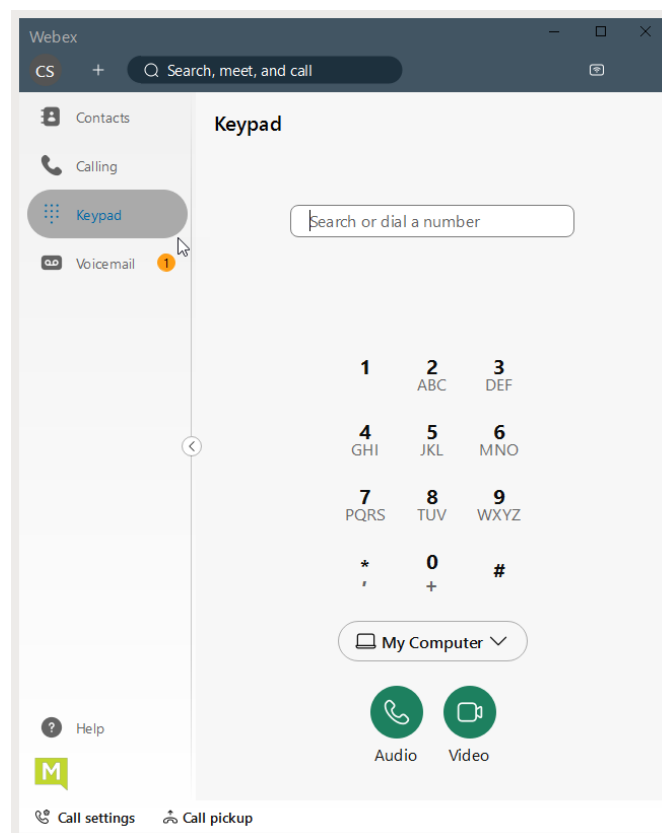 Webex
CS + Search, meet, and call
Contacts
Calling
Keypad
Voicemail 1
Help
M
Keypad
Search or dial a number
1 2 3
ABC DEF
4 5 6
GHI JKL MNO
7 8 9
PQRS TUV WXYZ
* 0 #
, +
My Computer
Audio Video
Call settings Call pickup